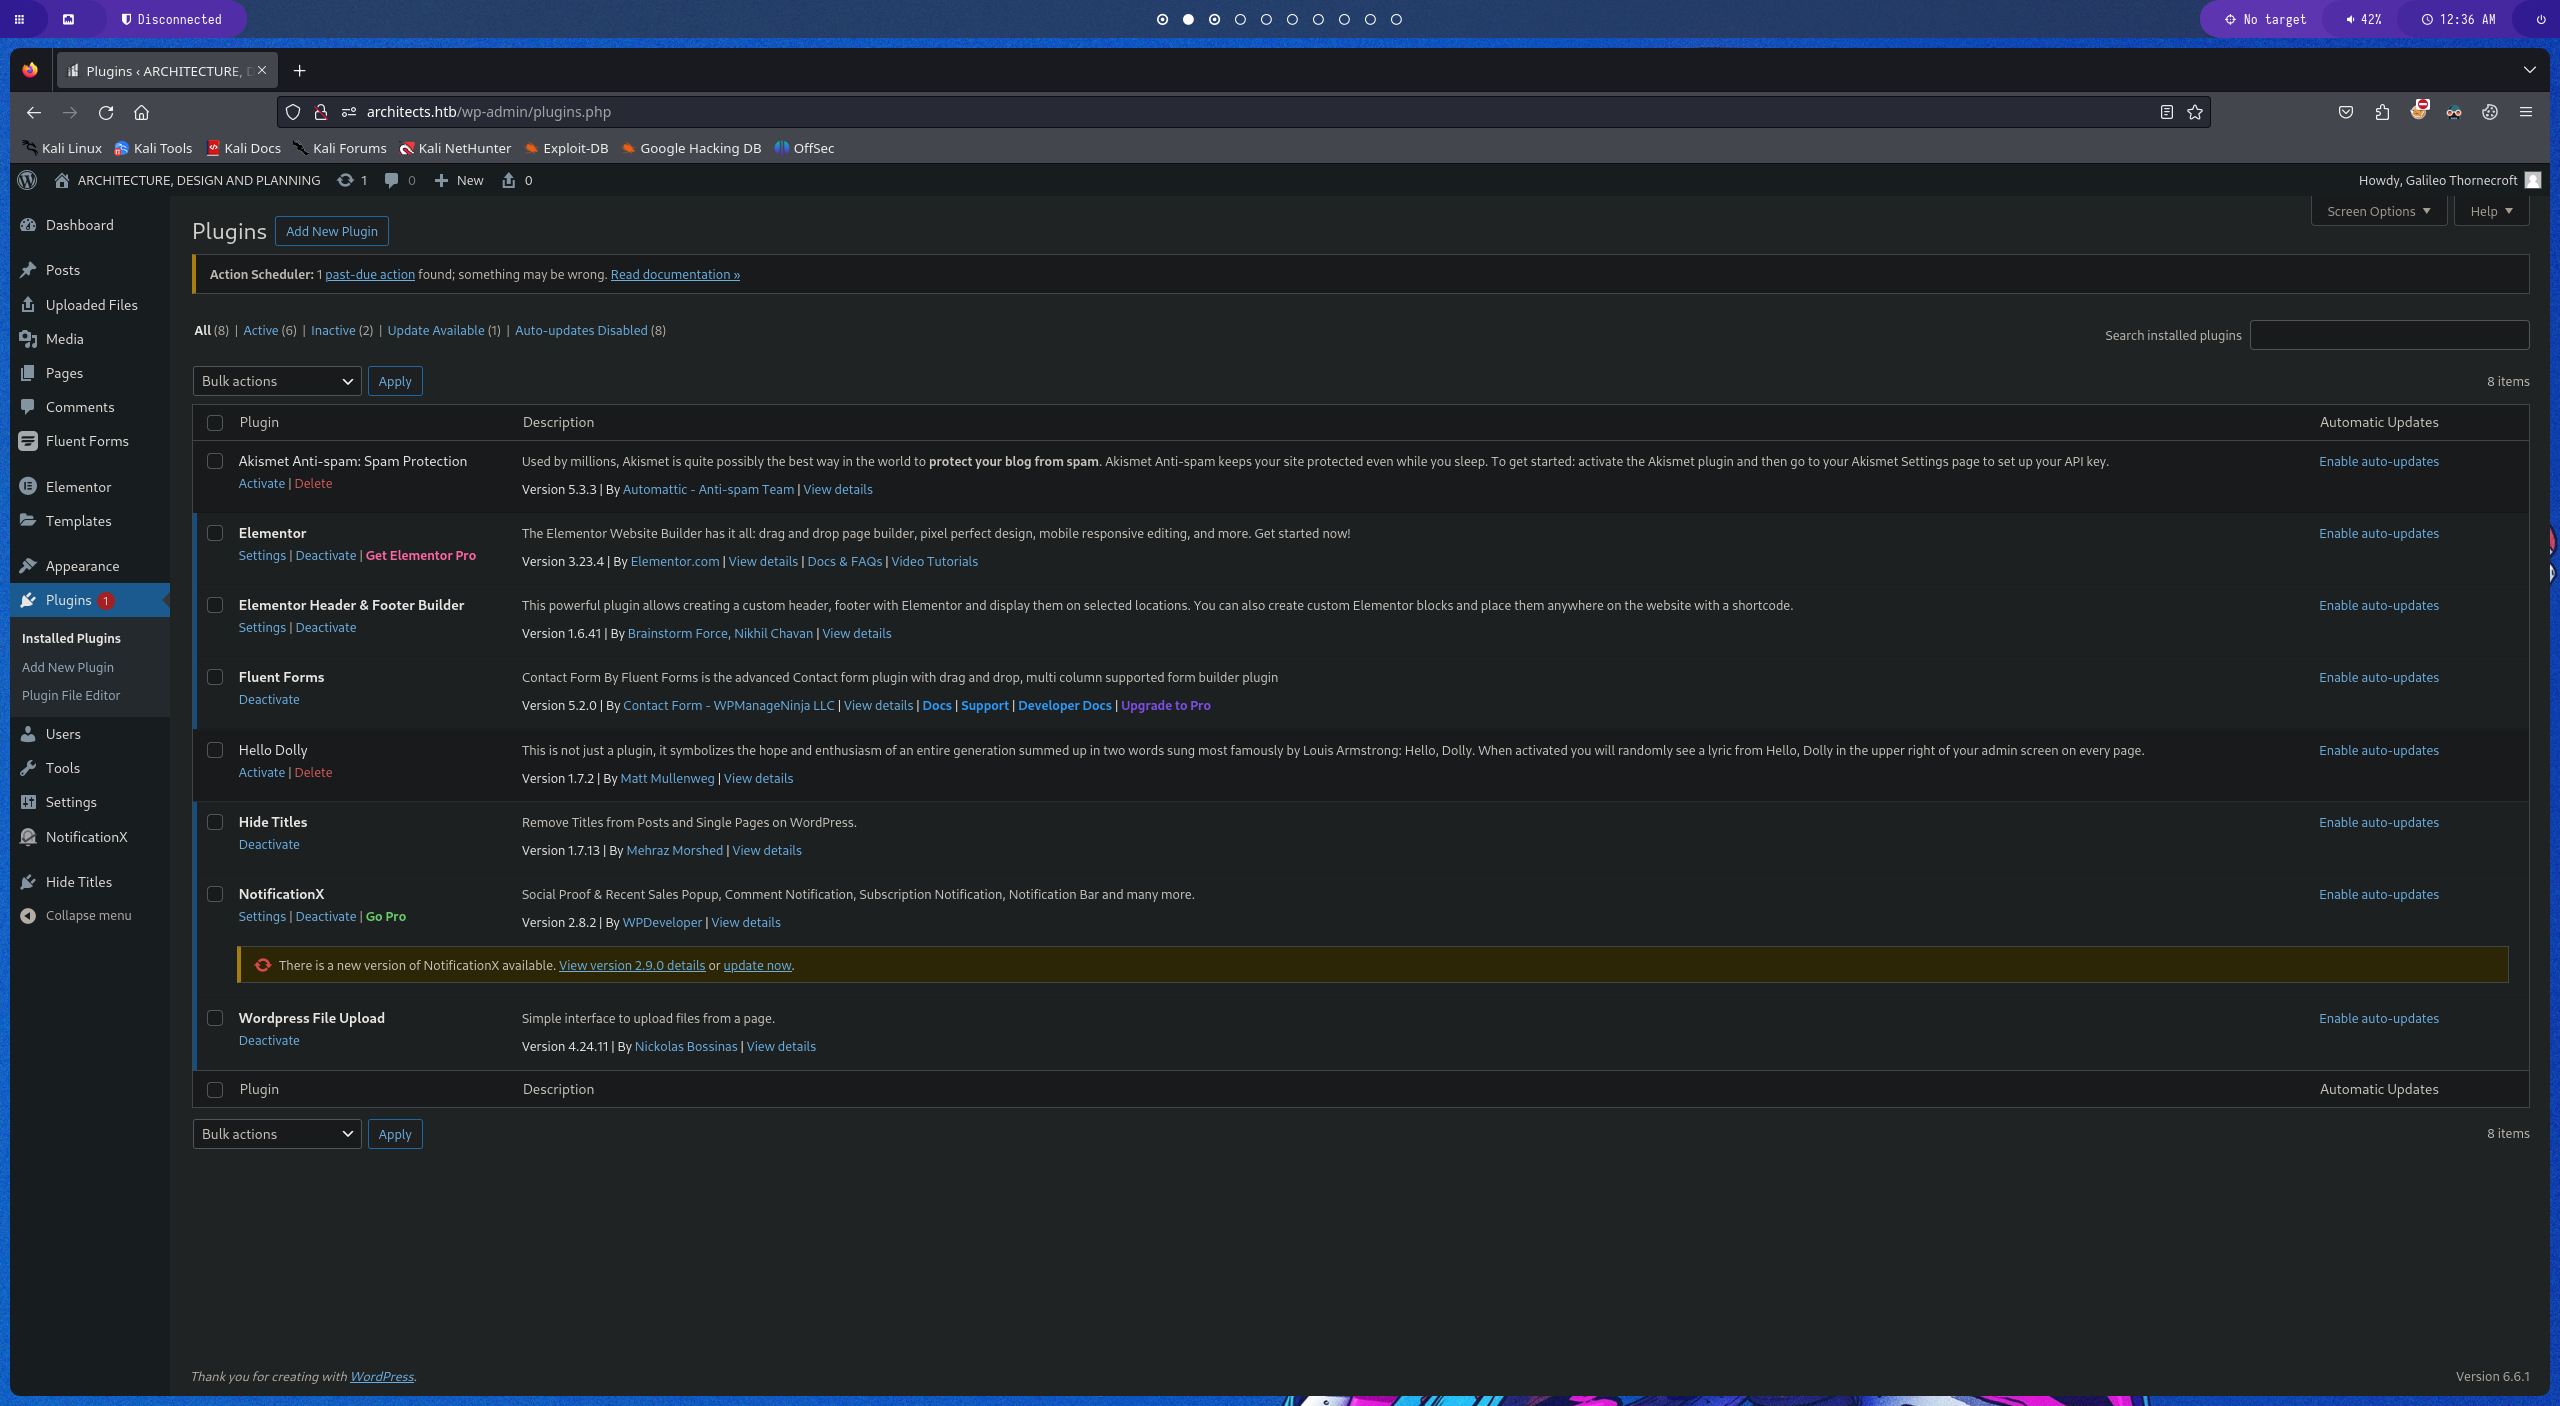 Disconnected
No target
42%
12:36 AM
Plugins ‹ ARCHITECTURE, D
architects.htb/wp-admin/plugins.php
Kali Linux Kali Tools Kali Docs Kali Forums Kali NetHunter Exploit-DB Google Hacking DB OffSec
ARCHITECTURE, DESIGN AND PLANNING 1 0 New 0
Howdy, Galileo Thornecroft
Dashboard
Posts
Uploaded Files
Media
Pages
Comments
Fluent Forms
Elementor
Templates
Appearance
Plugins 1
Installed Plugins
Add New Plugin
Plugin File Editor
Users
Tools
Settings
NotificationX
Hide Titles
Collapse menu
Screen Options
Help
Plugins
Add New Plugin
Action Scheduler: 1 past-due action found; something may be wrong. Read documentation »
All (8) | Active (6) | Inactive (2) | Update Available (1) | Auto-updates Disabled (8)
Search installed plugins
Bulk actions
Apply
8 items
Plugin Description Automatic Updates
Akismet Anti-spam: Spam Protection
Activate | Delete
Used by millions, Akismet is quite possibly the best way in the world to protect your blog from spam. Akismet Anti-spam keeps your site protected even while you sleep. To get started: activate the Akismet plugin and then go to your Akismet Settings page to set up your API key.
Version 5.3.3 | By Automattic - Anti-spam Team | View details
Enable auto-updates
Elementor
Settings | Deactivate | Get Elementor Pro
The Elementor Website Builder has it all: drag and drop page builder, pixel perfect design, mobile responsive editing, and more. Get started now!
Version 3.23.4 | By Elementor.com | View details | Docs & FAQs | Video Tutorials
Enable auto-updates
Elementor Header & Footer Builder
Settings | Deactivate
This powerful plugin allows creating a custom header, footer with Elementor and display them on selected locations. You can also create custom Elementor blocks and place them anywhere on the website with a shortcode.
Version 1.6.41 | By Brainstorm Force, Nikhil Chavan | View details
Enable auto-updates
Fluent Forms
Deactivate
Contact Form By Fluent Forms is the advanced Contact form plugin with drag and drop, multi column supported form builder plugin
Version 5.2.0 | By Contact Form - WPManageNinja LLC | View details | Docs | Support | Developer Docs | Upgrade to Pro
Enable auto-updates
Hello Dolly
Activate | Delete
This is not just a plugin, it symbolizes the hope and enthusiasm of an entire generation summed up in two words sung most famously by Louis Armstrong: Hello, Dolly. When activated you will randomly see a lyric from Hello, Dolly in the upper right of your admin screen on every page.
Version 1.7.2 | By Matt Mullenweg | View details
Enable auto-updates
Hide Titles
Deactivate
Remove Titles from Posts and Single Pages on WordPress.
Version 1.7.13 | By Mehraz Morshed | View details
Enable auto-updates
NotificationX
Settings | Deactivate | Go Pro
Social Proof & Recent Sales Popup, Comment Notification, Subscription Notification, Notification Bar and many more.
Version 2.8.2 | By WPDeveloper | View details
Enable auto-updates
There is a new version of NotificationX available. View version 2.9.0 details or update now.
Wordpress File Upload
Deactivate
Simple interface to upload files from a page.
Version 4.24.11 | By Nickolas Bossinas | View details
Enable auto-updates
Plugin Description Automatic Updates
Bulk actions
Apply
8 items
Thank you for creating with WordPress.
Version 6.6.1